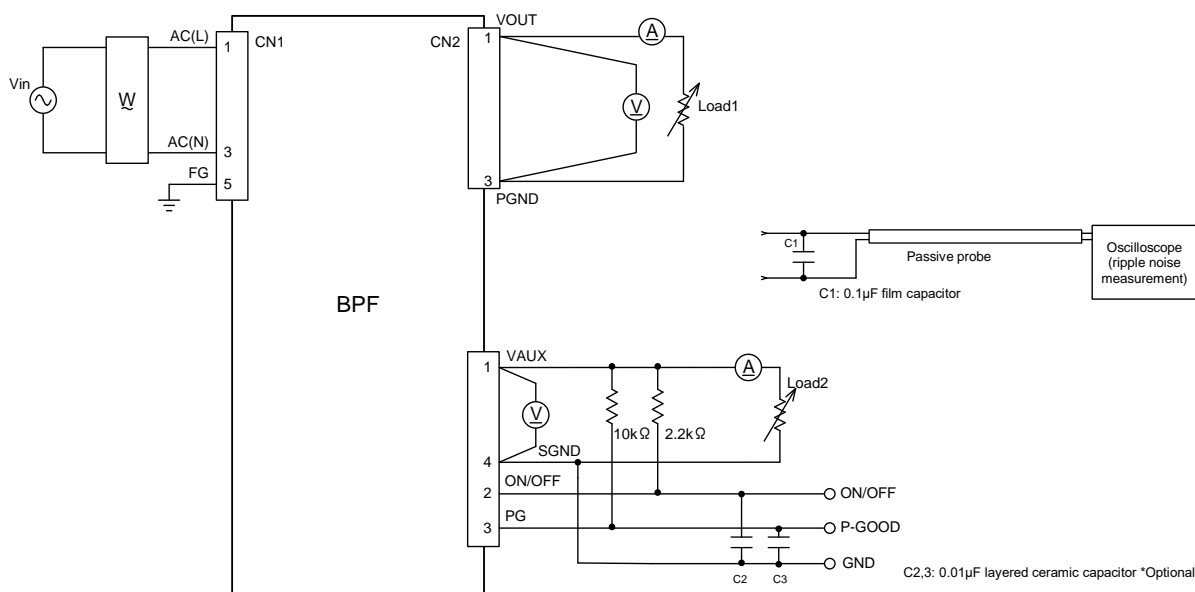 VOUT
AC(L)
1
CN1
CN2
1
A
Vin
W
V
Load1
AC(N)
3
FG
5
3
PGND
C1
Passive probe
Oscilloscope
(ripple noise
measurement)
C1: 0.1µF film capacitor
BPF
VAUX
1
A
Load2
V
10kΩ
2.2kΩ
SGND
4
ON/OFF
2
ON/OFF
PG
3
P-GOOD
GND
C2
C3
C2,3: 0.01µF layered ceramic capacitor *Optional